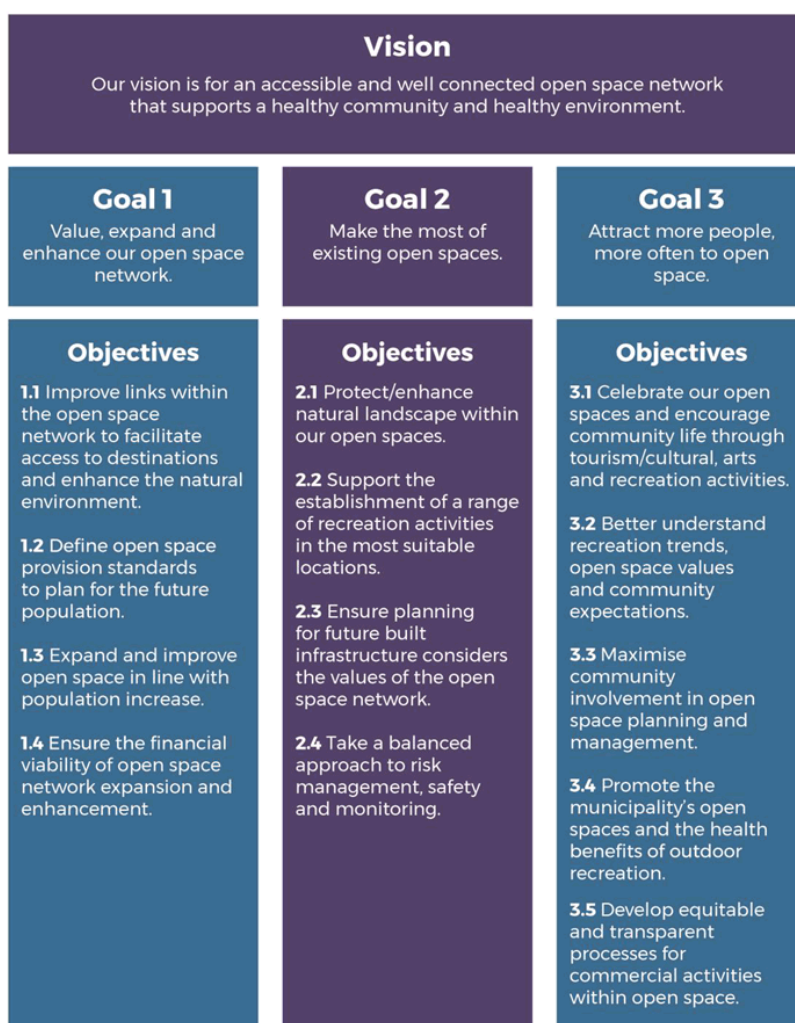 Vision
Our vision is for an accessible and well connected open space network
that supports a healthy community and healthy environment.
Goal 1
Value, expand and
enhance our open space
network.
Goal 2
Make the most of
existing open spaces.
Goal 3
Attract more people,
more often to open
space.
Objectives
1.1 Improve links within
the open space
network to facilitate
access to destinations
and enhance the natural
environment.
1.2 Define open space
provision standards
to plan for the future
population.
1.3 Expand and improve
open space in line with
population increase.
1.4 Ensure the financial
viability of open space
network expansion and
enhancement.
Objectives
2.1 Protect/enhance
natural landscape within
our open spaces.
2.2 Support the
establishment of a range
of recreation activities
in the most suitable
locations.
2.3 Ensure planning
for future built
infrastructure considers
the values of the open
space network.
2.4 Take a balanced
approach to risk
management, safety
and monitoring.
Objectives
3.1 Celebrate our open
spaces and encourage
community life through
tourism/cultural, arts
and recreation activities.
3.2 Better understand
recreation trends,
open space values
and community
expectations.
3.3 Maximise
community
involvement in open
space planning and
management.
3.4 Promote the
municipality's open
spaces and the health
benefits of outdoor
recreation.
3.5 Develop equitable
and transparent
processes for
commercial activities
within open space.